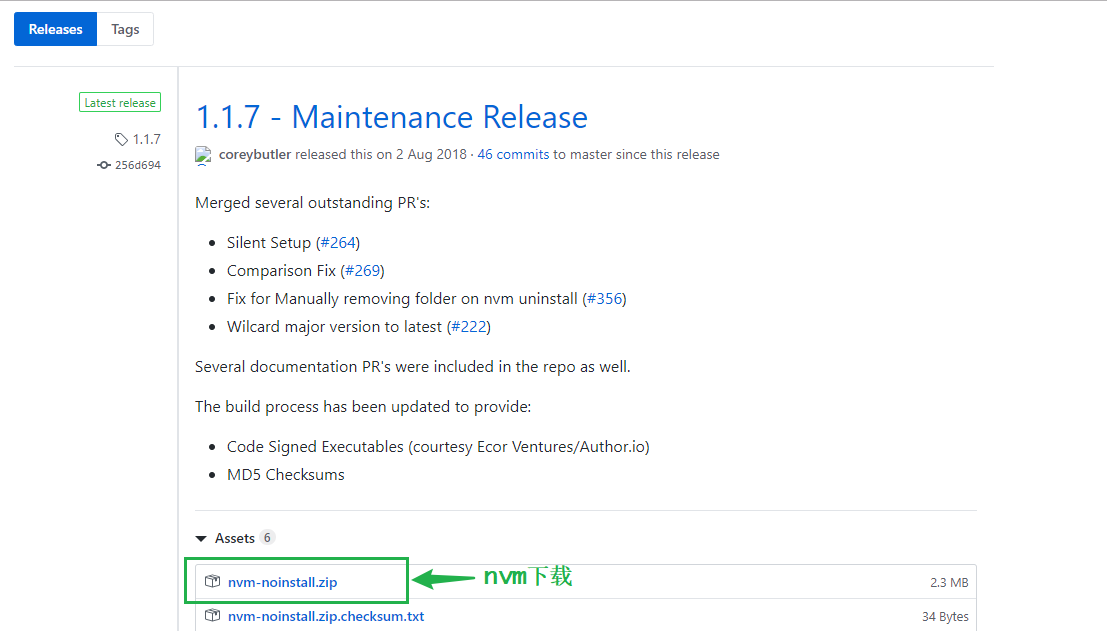 Releases Tags
Latest release
1.1.7
256d694
1.1.7 - Maintenance Release
coreybutler released this on 2 Aug 2018 · 46 commits to master since this release
Merged several outstanding PR's:
• Silent Setup (#264)
• Comparison Fix (#269)
• Fix for Manually removing folder on nvm uninstall (#356)
• Wilcard major version to latest (#222)
Several documentation PR's were included in the repo as well.
The build process has been updated to provide:
• Code Signed Executables (courtesy Ecor Ventures/Author.io)
• MD5 Checksums
Assets 6
nvm-noinstall.zip
nvm下载
2.3 MB
nvm-noinstall.zip.checksum.txt
34 Bytes